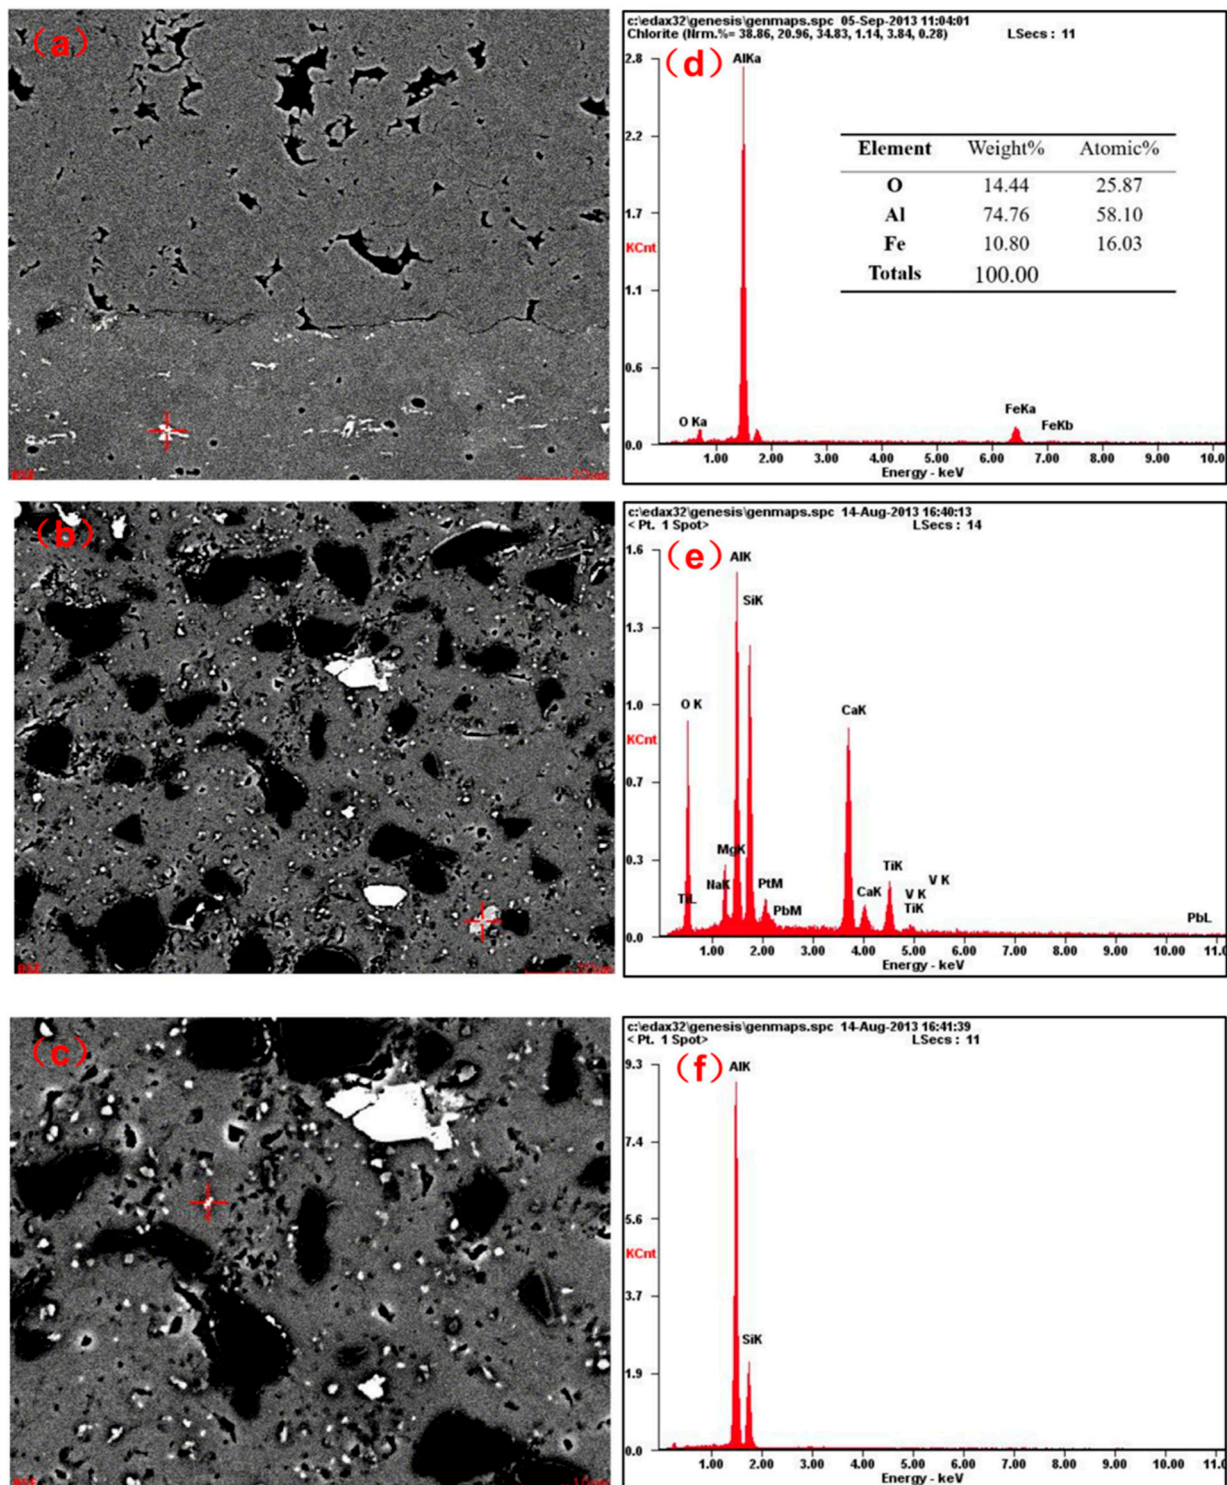 (a)
BSE
c:\edax32\genesis\genmaps.spc 05-Sep-2013 11:04:01
Chlorite (Nrm.%= 38.86, 20.96, 34.83, 1.14, 3.84, 0.28) LSecs : 11
(d)
AlKa
2.8
2.2
1.7
KCnt
1.1
0.6
0.0
Element Weight% Atomic%
O 14.44 25.87
Al 74.76 58.10
Fe 10.80 16.03
Totals 100.00
O Ka
FeKa
FeKb
1.00 2.00 3.00 4.00 5.00 6.00 7.00 8.00 9.00 10.0
Energy - keV
(b)
BSE
c:\edax32\genesis\genmaps.spc 14-Aug-2013 16:40:13
< Pt. 1 Spot> LSecs : 14
(e)
1.6
1.3
1.0
KCnt
0.7
0.3
0.0
AlK
SiK
O K
CaK
MgK
NaK
TiL
PtM
PbM
CaK
TiK
V K
V K
TiK
PbL
1.00 2.00 3.00 4.00 5.00 6.00 7.00 8.00 9.00 10.00 11.0
Energy - keV
(c)
BSE
c:\edax32\genesis\genmaps.spc 14-Aug-2013 16:41:39
< Pt. 1 Spot> LSecs : 11
(f)
9.3
7.4
5.6
KCnt
3.7
1.9
0.0
AlK
SiK
1.00 2.00 3.00 4.00 5.00 6.00 7.00 8.00 9.00 10.00 11.0
Energy - keV